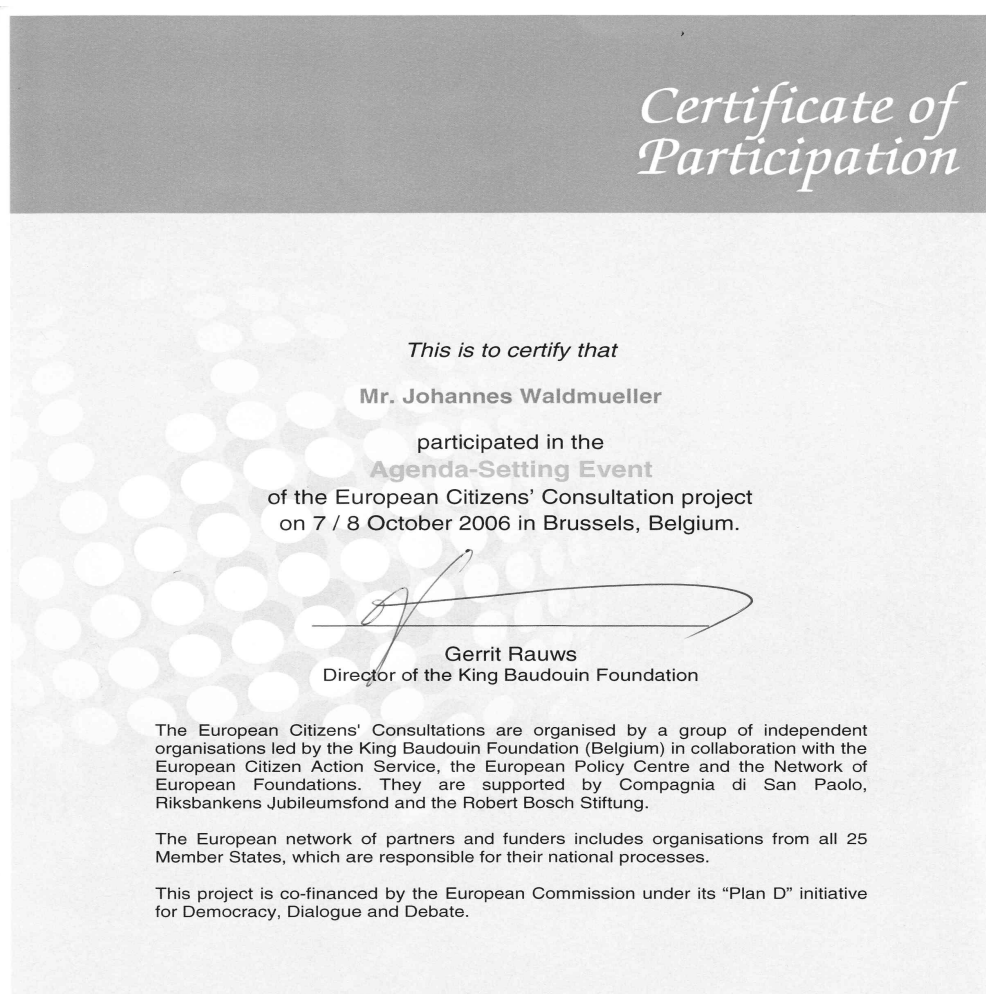 Certificate of
Participation
This is to certify that
Mr. Johannes Waldmueller
participated in the
Agenda-Setting Event
of the European Citizens’ Consultation project
on 7 / 8 October 2006 in Brussels, Belgium.
Gerrit Rauws
Director of the King Baudouin Foundation
The European Citizens' Consultations are organised by a group of independent
organisations led by the King Baudouin Foundation (Belgium) in collaboration with the
European Citizen Action Service, the European Policy Centre and the Network of
European Foundations. They are supported by Compagnia di San Paolo,
Riksbankens Jubileumsfond and the Robert Bosch Stiftung.
The European network of partners and funders includes organisations from all 25
Member States, which are responsible for their national processes.
This project is co-financed by the European Commission under its “Plan D” initiative
for Democracy, Dialogue and Debate.